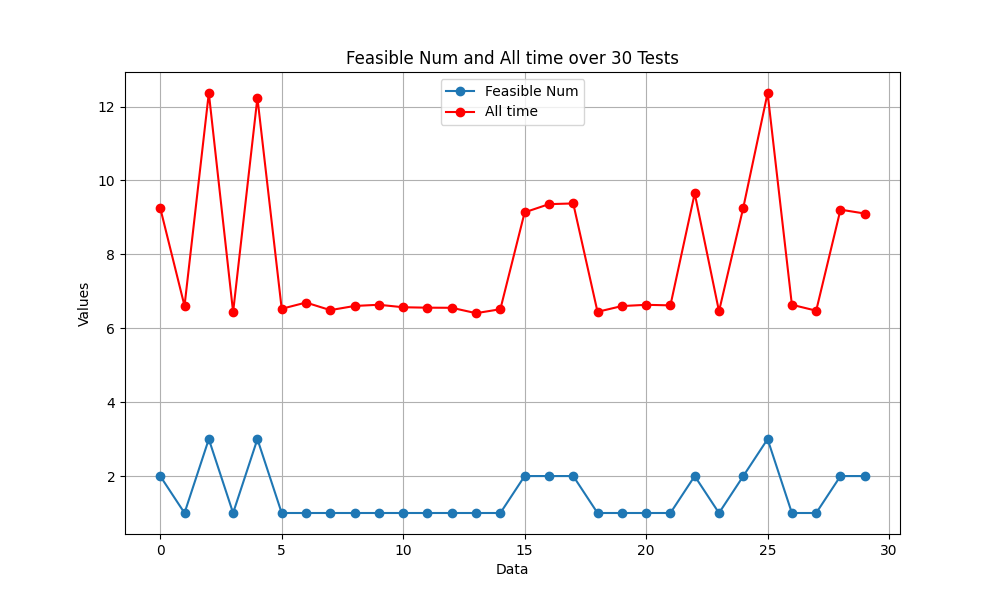 Feasible Num and All time over 30 Tests
Feasible Num
All time
Values
12
10
8
6
4
2
0 5 10 15 20 25 30
Data